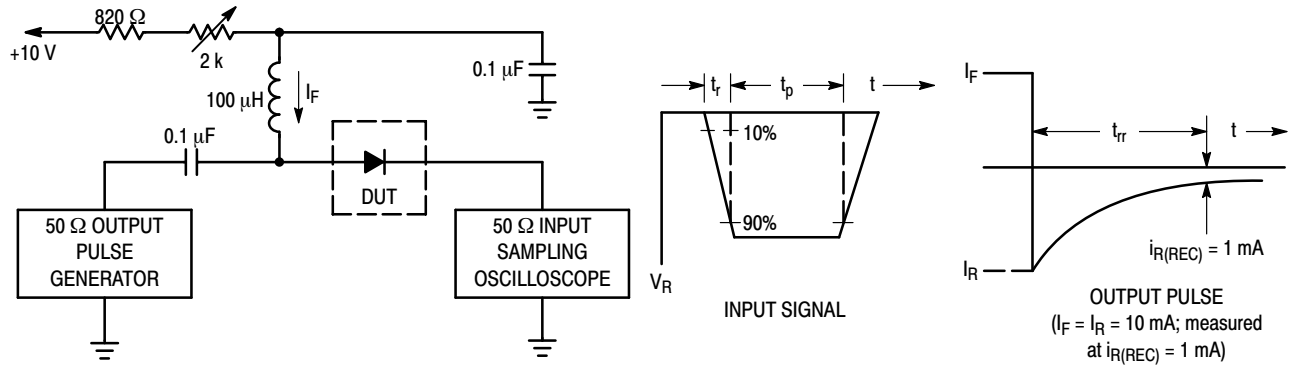 820 Ω
+10 V
2 k
0.1 μF
100 μH
I_F
0.1 μF
DUT
50 Ω OUTPUT
PULSE
GENERATOR
50 Ω INPUT
SAMPLING
OSCILLOSCOPE
t_r
t_p
t
10%
90%
V_R
INPUT SIGNAL
I_F
t_rr
t
I_R
i_R(REC) = 1 mA
OUTPUT PULSE
(I_F = I_R = 10 mA; measured
at i_R(REC) = 1 mA)